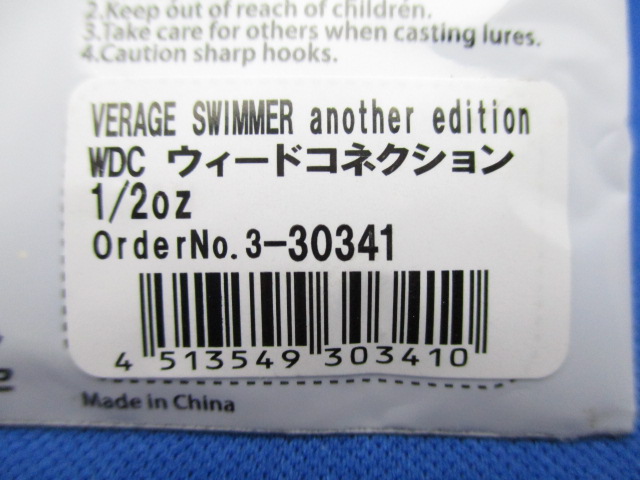 2.Keep out of reach of children.
3.Take care for others when casting lures.
4.Caution sharp hooks.
VERAGE SWIMMER another edition
WDC ウィードコネクション
1/2oz
OrderNo.3-30341
4 513549 303410
Made in China